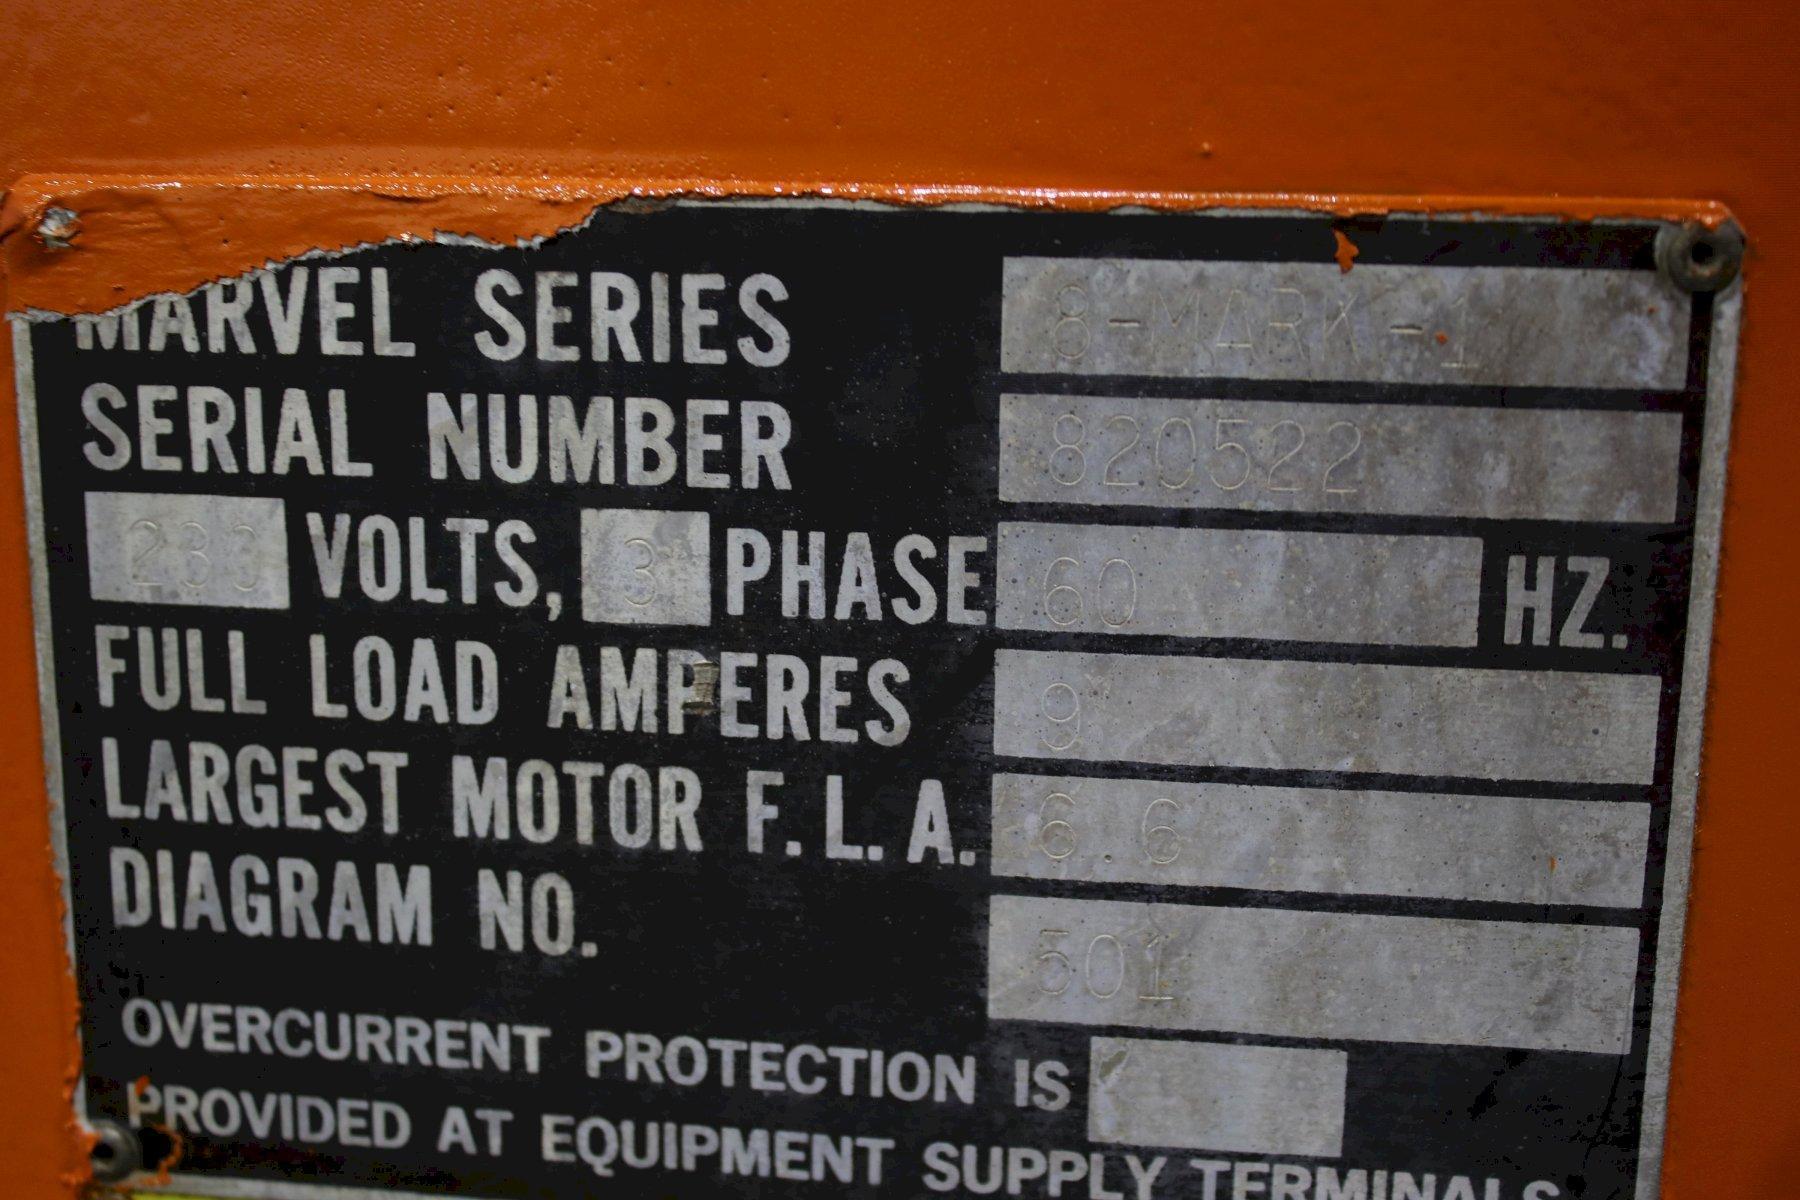 MARVEL SERIES 8-MARK-1
SERIAL NUMBER 820522
230 VOLTS, 3 PHASE 60 HZ.
FULL LOAD AMPERES 9
LARGEST MOTOR F.L.A. 6.6
DIAGRAM NO. 501
OVERCURRENT PROTECTION IS
PROVIDED AT EQUIPMENT SUPPLY TERMINALS